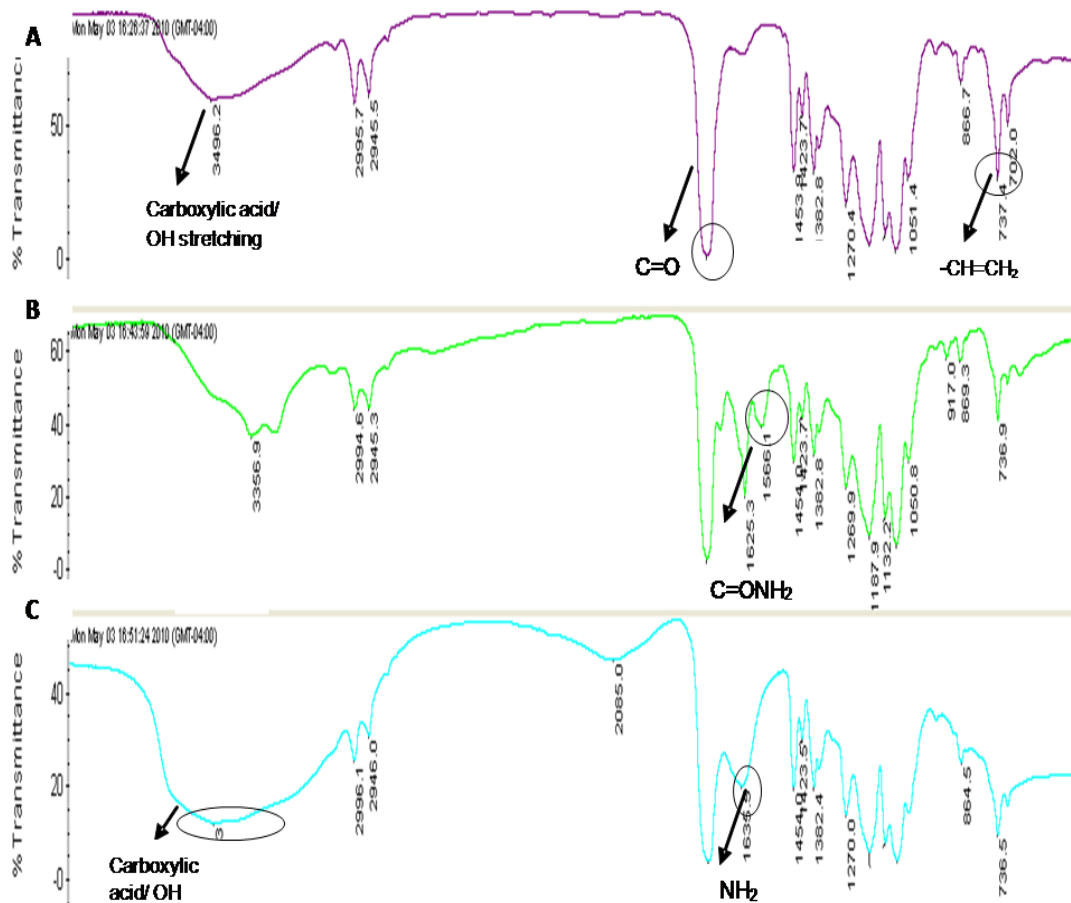 A
Mon May 03 16:26:37 2010 (GMT-04:00)
% Transmittance
50
0
3496.2
2995.7
2945.5
1423.7
1382.8
1270.4
1051.4
866.7
737.4
702.0
Carboxylic acid/
OH stretching
C=O
-CH=CH₂
B
Mon May 03 16:43:59 2010 (GMT-04:00)
% Transmittance
60
40
20
-0
3356.9
2994.6
2945.3
1625.3
1566.1
1454.0
1423.7
1382.8
1269.9
1187.9
1132.2
1050.8
917.0
869.3
736.9
C=ONH₂
C
Mon May 03 16:51:24 2010 (GMT-04:00)
% Transmittance
40
20
-0
3
2996.1
2946.0
2085.0
1454.0
1423.5
1382.4
1270.0
864.5
736.5
Carboxylic
acid/ OH
NH₂